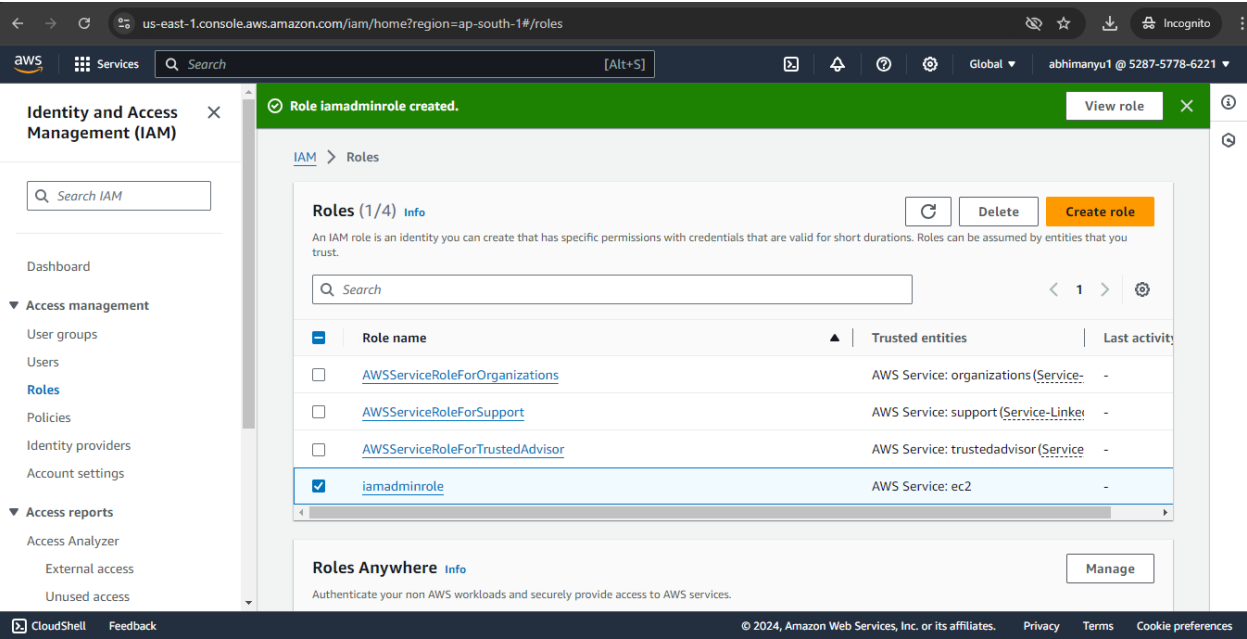 us-east-1.console.aws.amazon.com/iam/home?region=ap-south-1#/roles
Incognito
aws
Services
Search
[Alt+S]
Global ▼
abhimanyu1 @ 5287-5778-6221 ▼
Identity and Access
Management (IAM)
Search IAM
Dashboard
Access management
User groups
Users
Roles
Policies
Identity providers
Account settings
Access reports
Access Analyzer
External access
Unused access
Role iamadminrole created.
View role
IAM > Roles
Roles (1/4) Info
Delete
Create role
An IAM role is an identity you can create that has specific permissions with credentials that are valid for short durations. Roles can be assumed by entities that you
trust.
Search
1
Role name
Trusted entities
Last activity
AWSServiceRoleForOrganizations
AWS Service: organizations (Service-
-
AWSServiceRoleForSupport
AWS Service: support (Service-Linked
-
AWSServiceRoleForTrustedAdvisor
AWS Service: trustedadvisor (Service
-
iamadminrole
AWS Service: ec2
-
Roles Anywhere Info
Manage
Authenticate your non AWS workloads and securely provide access to AWS services.
CloudShell
Feedback
© 2024, Amazon Web Services, Inc. or its affiliates.
Privacy
Terms
Cookie preferences